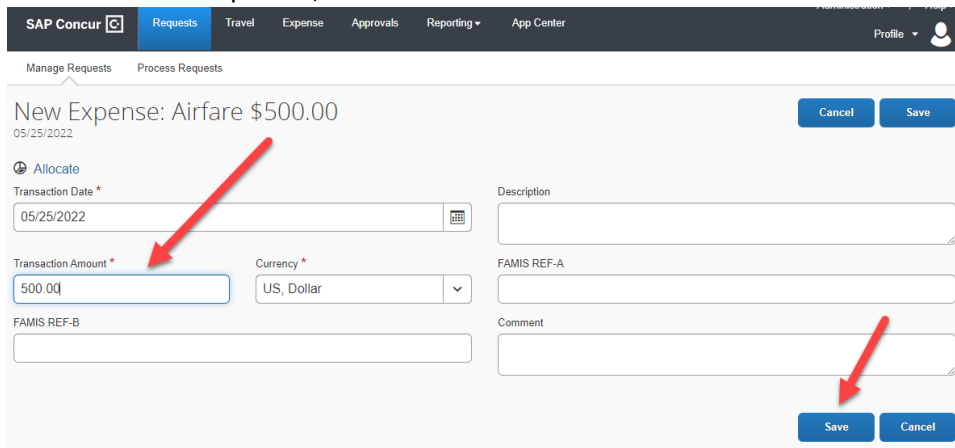 SAP Concur C Requests Travel Expense Approvals Reporting App Center
Profile
Manage Requests Process Requests
New Expense: Airfare $500.00
Cancel Save
05/25/2022
Allocate
Transaction Date * Description
05/25/2022
Transaction Amount * Currency * FAMIS REF-A
500.00 US, Dollar
FAMIS REF-B Comment
Save Cancel